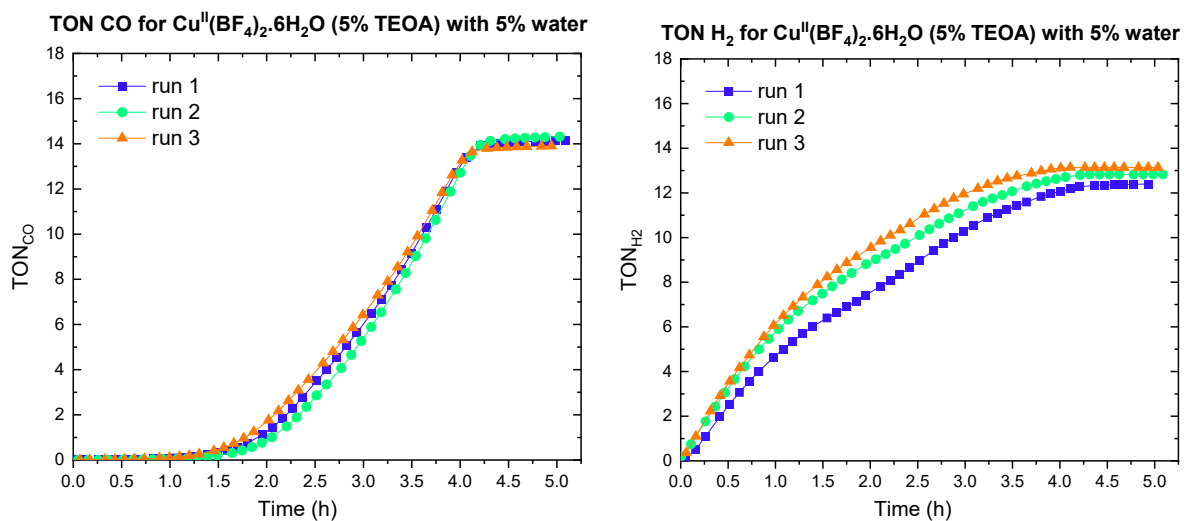 TON CO for Cu^II(BF₄)₂.6H₂O (5% TEOA) with 5% water
18
16
14
12
10
8
6
4
2
0
TON_CO
run 1
run 2
run 3
0.0 0.5 1.0 1.5 2.0 2.5 3.0 3.5 4.0 4.5 5.0
Time (h)
TON H₂ for Cu^II(BF₄)₂.6H₂O (5% TEOA) with 5% water
18
16
14
12
10
8
6
4
2
0
TON_H2
run 1
run 2
run 3
0.0 0.5 1.0 1.5 2.0 2.5 3.0 3.5 4.0 4.5 5.0
Time (h)